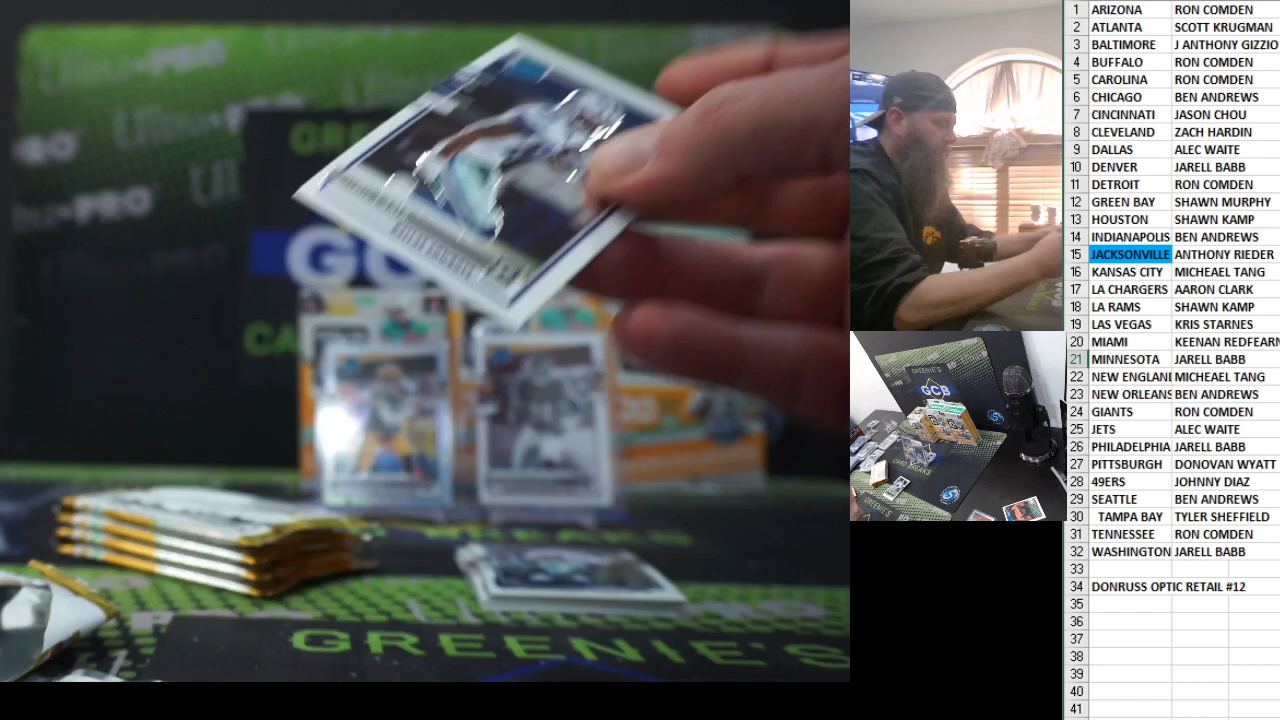 GREENIE'S
1 ARIZONA RON COMDEN
2 ATLANTA SCOTT KRUGMAN
3 BALTIMORE J ANTHONY GIZZIO
4 BUFFALO RON COMDEN
5 CAROLINA RON COMDEN
6 CHICAGO BEN ANDREWS
7 CINCINNATI JASON CHOU
8 CLEVELAND ZACH HARDIN
9 DALLAS ALEC WAITE
10 DENVER JARELL BABB
11 DETROIT RON COMDEN
12 GREEN BAY SHAWN MURPHY
13 HOUSTON SHAWN KAMP
14 INDIANAPOLIS BEN ANDREWS
15 JACKSONVILLE ANTHONY RIEDER
16 KANSAS CITY MICHEAEL TANG
17 LA CHARGERS AARON CLARK
18 LA RAMS SHAWN KAMP
19 LAS VEGAS KRIS STARNES
20 MIAMI KEENAN REDFEARN
21 MINNESOTA JARELL BABB
22 NEW ENGLAND MICHEAEL TANG
23 NEW ORLEANS BEN ANDREWS
24 GIANTS RON COMDEN
25 JETS ALEC WAITE
26 PHILADELPHIA JARELL BABB
27 PITTSBURGH DONOVAN WYATT
28 49ERS JOHNNY DIAZ
29 SEATTLE BEN ANDREWS
30 TAMPA BAY TYLER SHEFFIELD
31 TENNESSEE RON COMDEN
32 WASHINGTON JARELL BABB
33
34 DONRUSS OPTIC RETAIL #12
35
36
37
38
39
40
41
GREENIE'S
GCB
CARD BREAKS